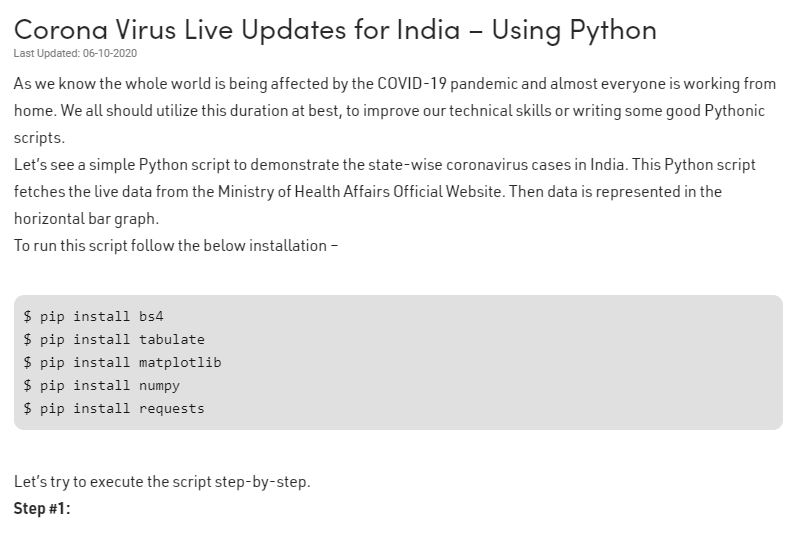 Corona Virus Live Updates for India – Using Python
Last Updated: 06-10-2020
As we know the whole world is being affected by the COVID-19 pandemic and almost everyone is working from
home. We all should utilize this duration at best, to improve our technical skills or writing some good Pythonic
scripts.
Let's see a simple Python script to demonstrate the state-wise coronavirus cases in India. This Python script
fetches the live data from the Ministry of Health Affairs Official Website. Then data is represented in the
horizontal bar graph.
To run this script follow the below installation –
$ pip install bs4
$ pip install tabulate
$ pip install matplotlib
$ pip install numpy
$ pip install requests
Let's try to execute the script step-by-step.
Step #1: